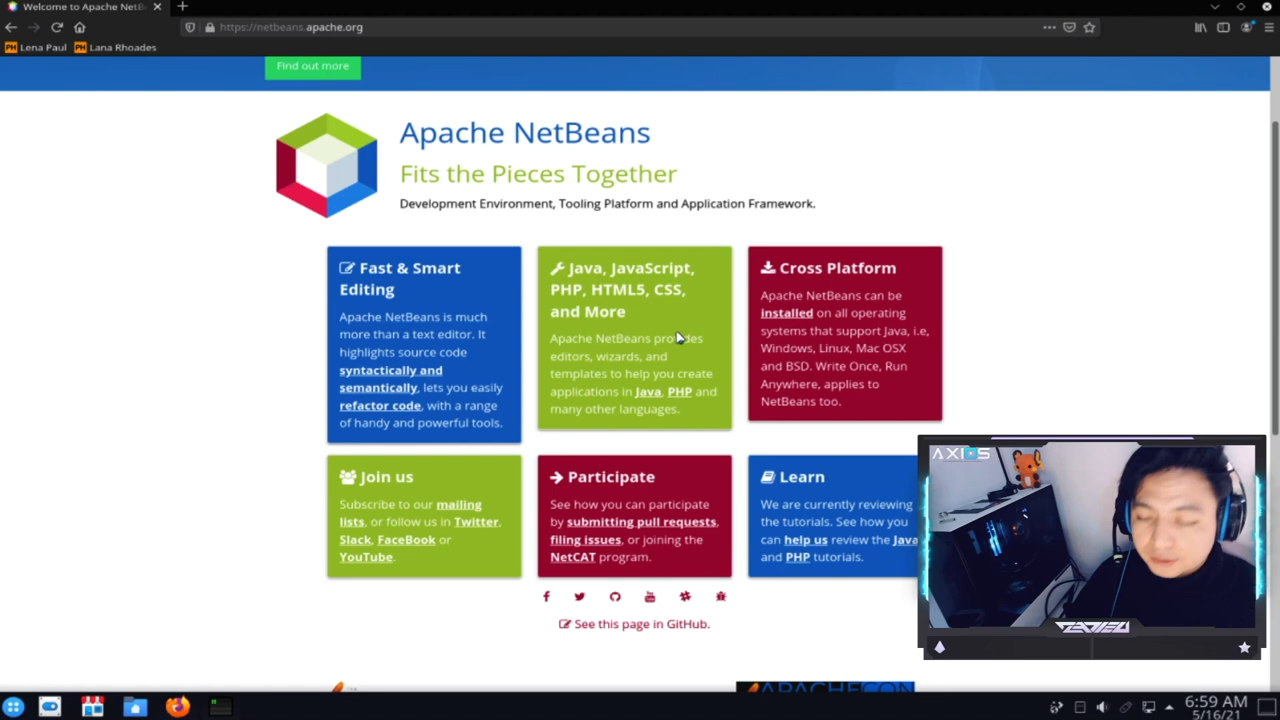 Welcome to Apache NetB
https://netbeans.apache.org
PH Lena Paul PH Lana Rhoades
Find out more
Apache NetBeans
Fits the Pieces Together
Development Environment, Tooling Platform and Application Framework.
Fast & Smart
Editing
Apache NetBeans is much
more than a text editor. It
highlights source code
syntactically and
semantically, lets you easily
refactor code, with a range
of handy and powerful tools.
Java, JavaScript,
PHP, HTML5, CSS,
and More
Apache NetBeans provides
editors, wizards, and
templates to help you create
applications in Java, PHP and
many other languages.
Cross Platform
Apache NetBeans can be
installed on all operating
systems that support Java, i.e,
Windows, Linux, Mac OSX
and BSD. Write Once, Run
Anywhere, applies to
NetBeans too.
Join us
Subscribe to our mailing
lists, or follow us in Twitter,
Slack, FaceBook or
YouTube.
Participate
See how you can participate
by submitting pull requests,
filing issues, or joining the
NetCAT program.
Learn
We are currently reviewing
the tutorials. See how you
can help us review the Java
and PHP tutorials.
See this page in GitHub.
APACHECON
AXIOS
6:59 AM
5/16/21